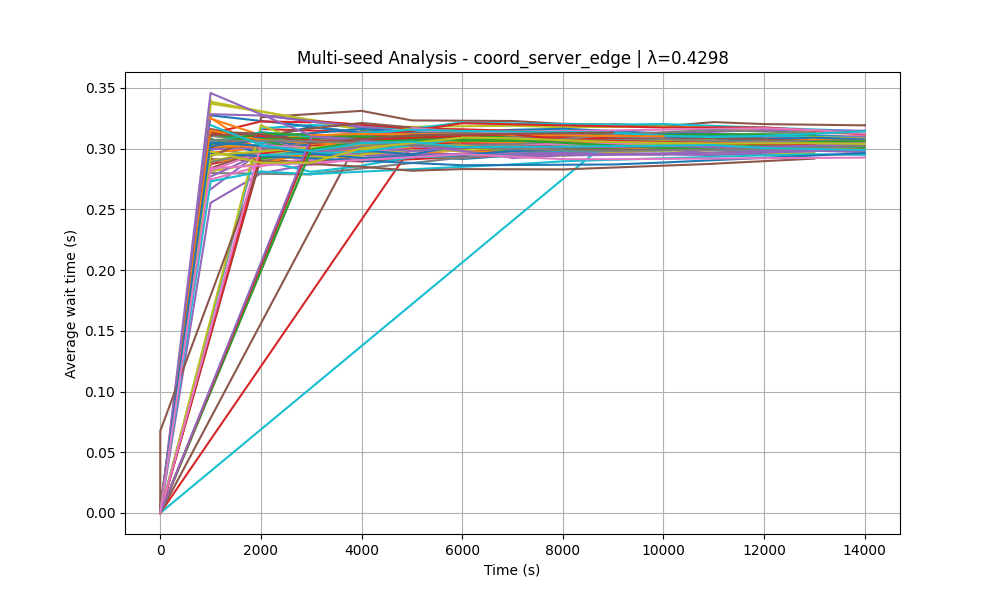 Multi-seed Analysis - coord_server_edge | λ=0.4298
Average wait time (s)
0.35
0.30
0.25
0.20
0.15
0.10
0.05
0.00
0 2000 4000 6000 8000 10000 12000 14000
Time (s)